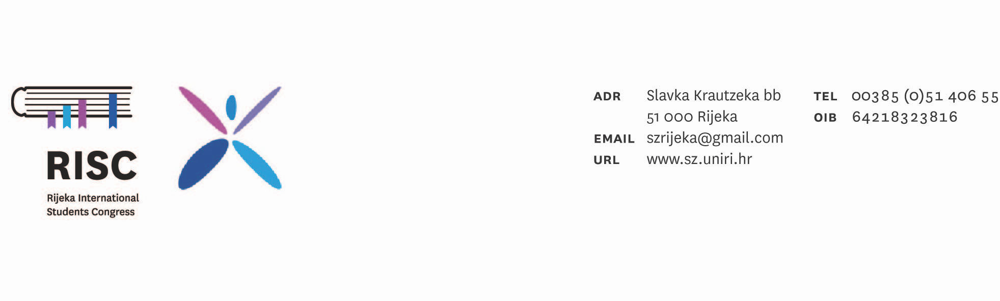 RISC
Rijeka International
Students Congress
ADR Slavka Krautzeka bb
51 000 Rijeka
EMAIL szrijeka@gmail.com
URL www.sz.uniri.hr
TEL 00385 (0)51 406 55
OIB 64218323816